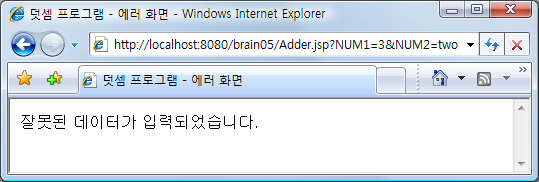 덧셈 프로그램 - 에러 화면 - Windows Internet Explorer
http://localhost:8080/brain05/Adder.jsp?NUM1=3&NUM2=two
덧셈 프로그램 - 에러 화면
잘못된 데이터가 입력되었습니다.